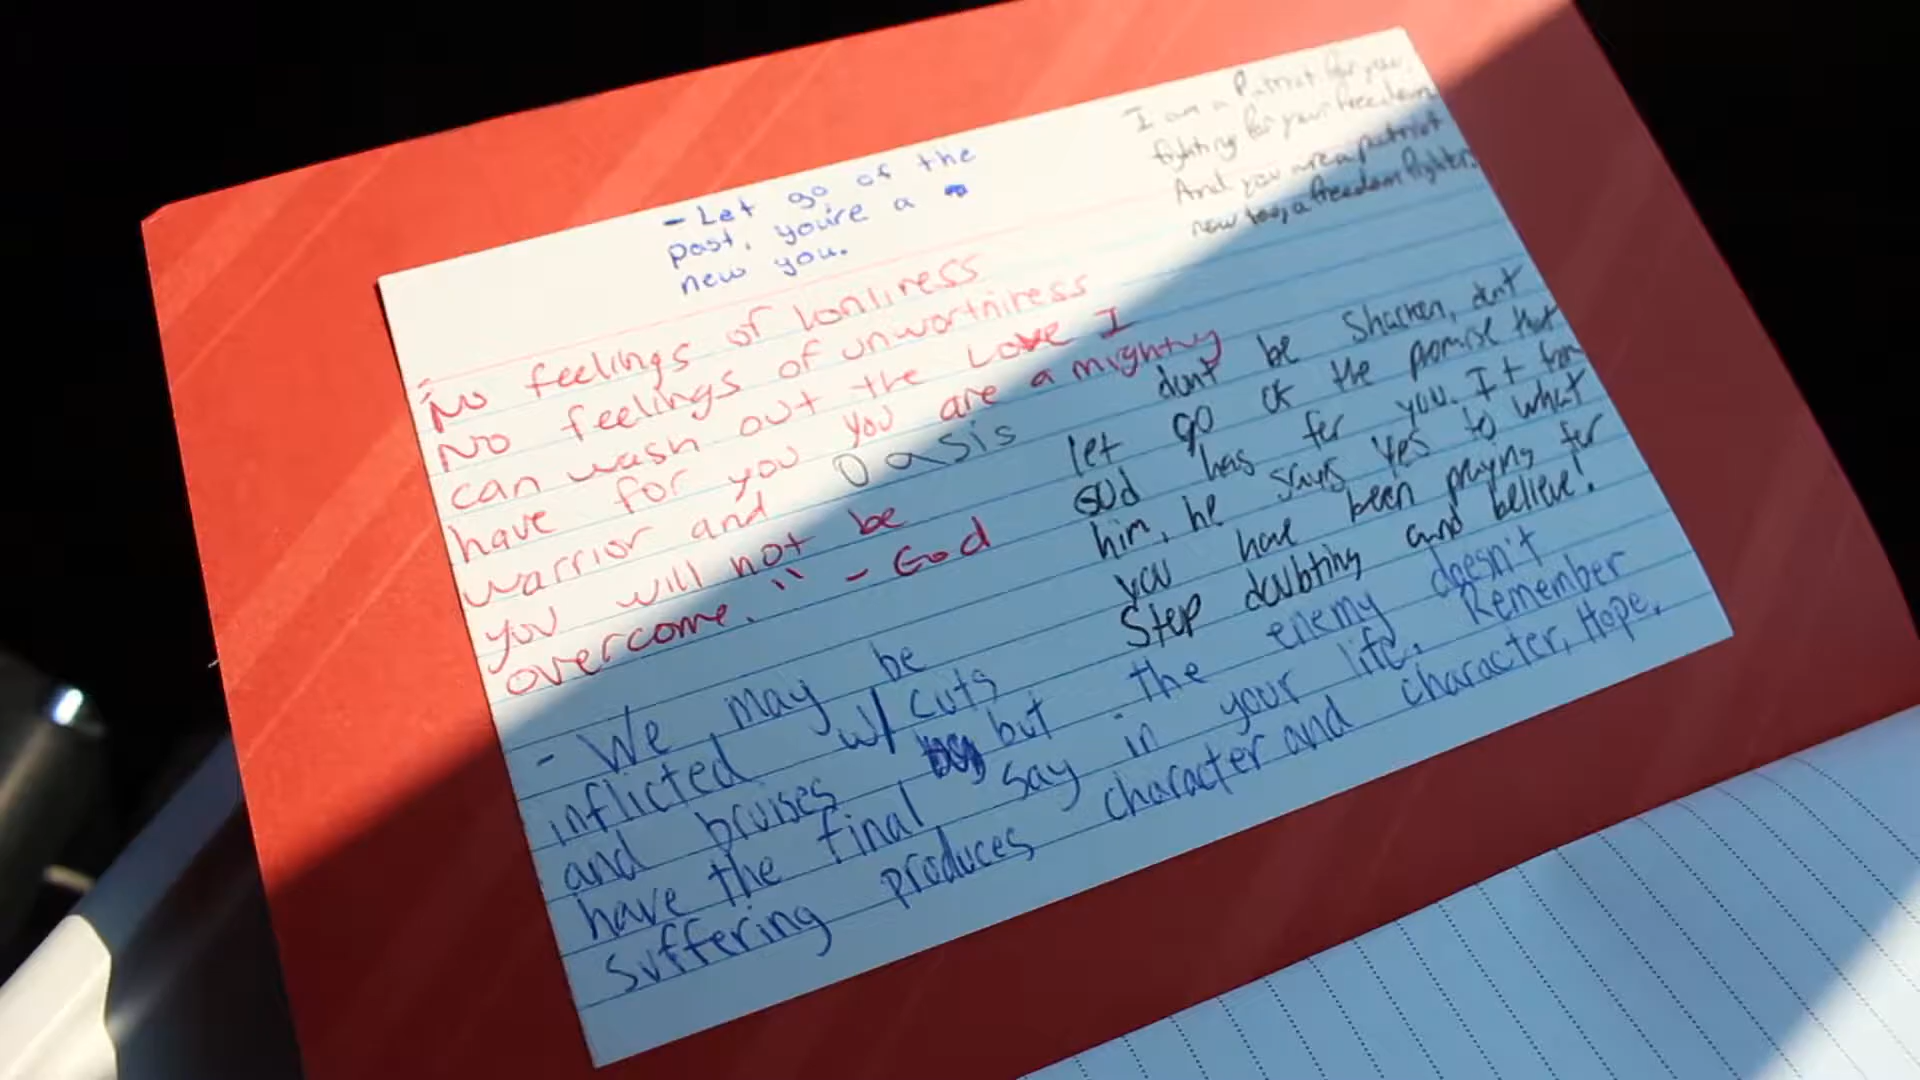 - Let go of the
past, you're a
new you.
I am a Patriot for you,
fighting for your freedom
And you are a patriot
now too, a freedom fighter.
"No feelings of lonliness
No feelings of unworthiness
can wash out the Love I
have for you you are a mighty
warrior and
you will not be
overcome." - God
oasis
dont be Shaken, dont
let go of the promise that
God has for you. It from
him, he says yes to what
you have been praying for
Stop doubting and believe!
- We may be
inflicted w/ cuts
and bruises but the enemy doesn't
have the final say in your life. Remember
suffering produces character and character, Hope.